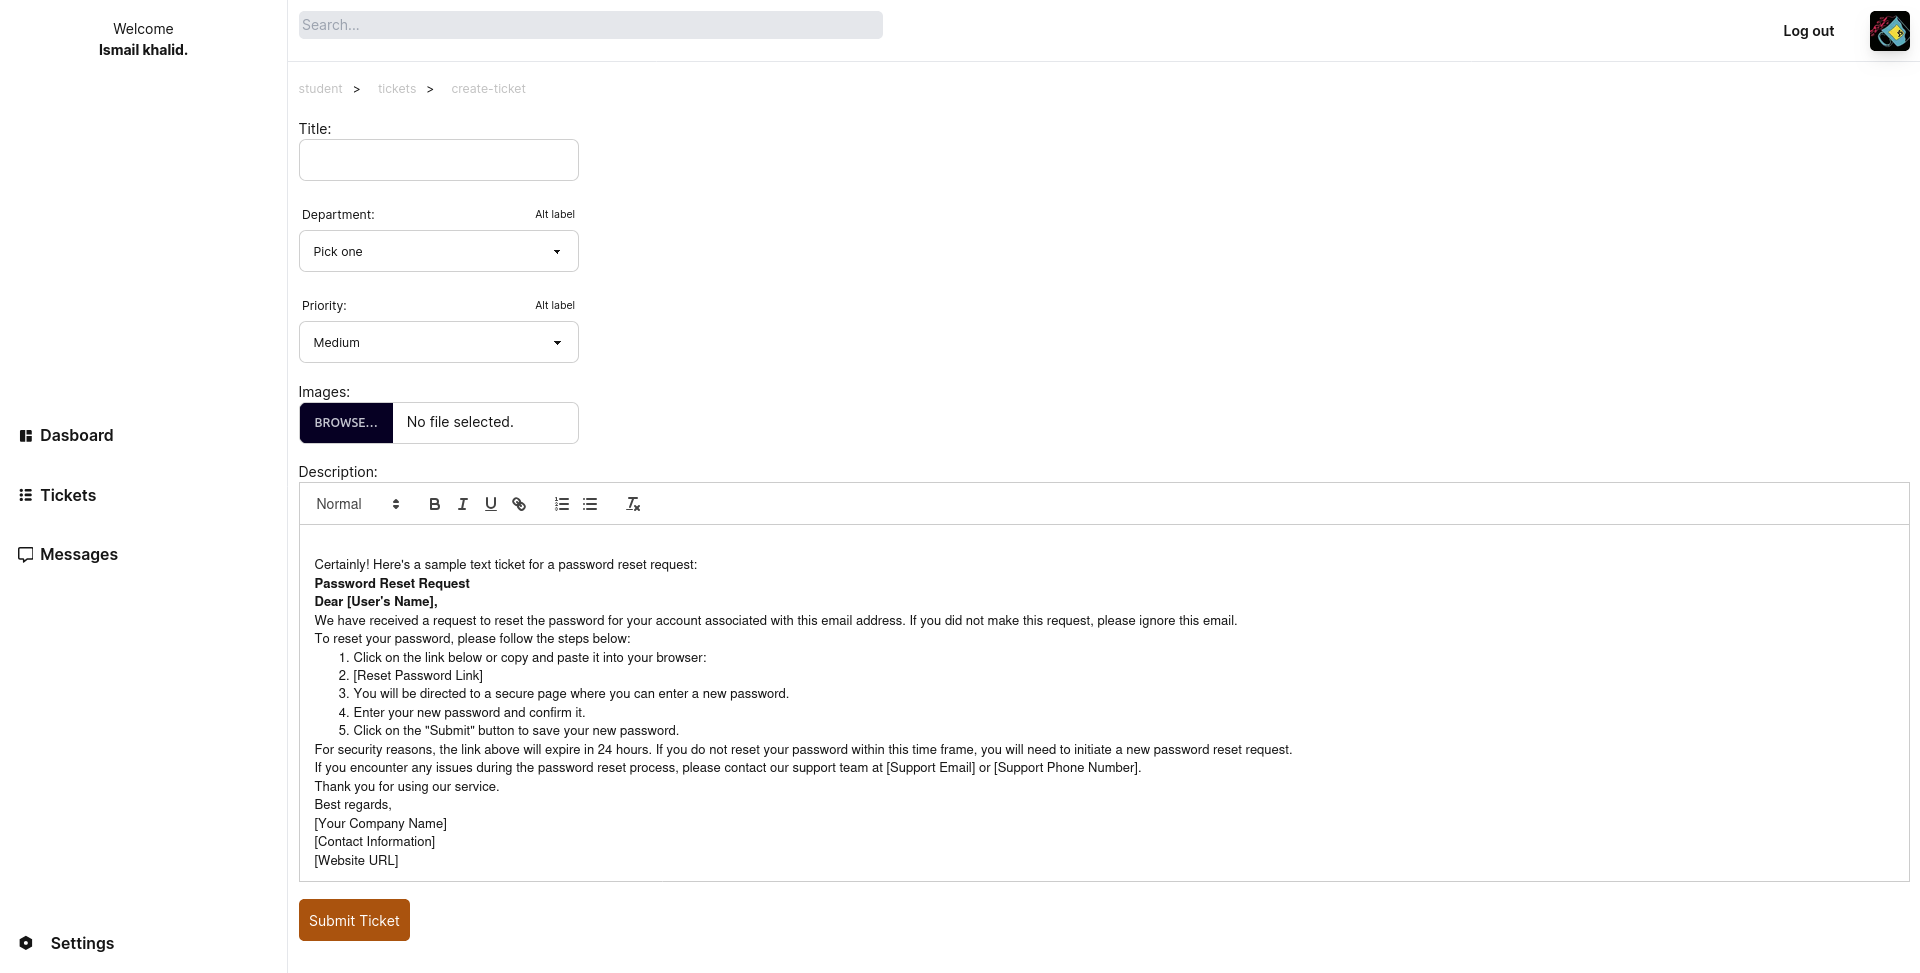 Welcome
Ismail khalid.
Dasboard
Tickets
Messages
Settings
Search...
Log out
student > tickets > create-ticket
Title:
Department: Alt label
Pick one
Priority: Alt label
Medium
Images:
BROWSE... No file selected.
Description:
Normal
Certainly! Here's a sample text ticket for a password reset request:
Password Reset Request
Dear [User's Name],
We have received a request to reset the password for your account associated with this email address. If you did not make this request, please ignore this email.
To reset your password, please follow the steps below:
1. Click on the link below or copy and paste it into your browser:
2. [Reset Password Link]
3. You will be directed to a secure page where you can enter a new password.
4. Enter your new password and confirm it.
5. Click on the "Submit" button to save your new password.
For security reasons, the link above will expire in 24 hours. If you do not reset your password within this time frame, you will need to initiate a new password reset request.
If you encounter any issues during the password reset process, please contact our support team at [Support Email] or [Support Phone Number].
Thank you for using our service.
Best regards,
[Your Company Name]
[Contact Information]
[Website URL]
Submit Ticket